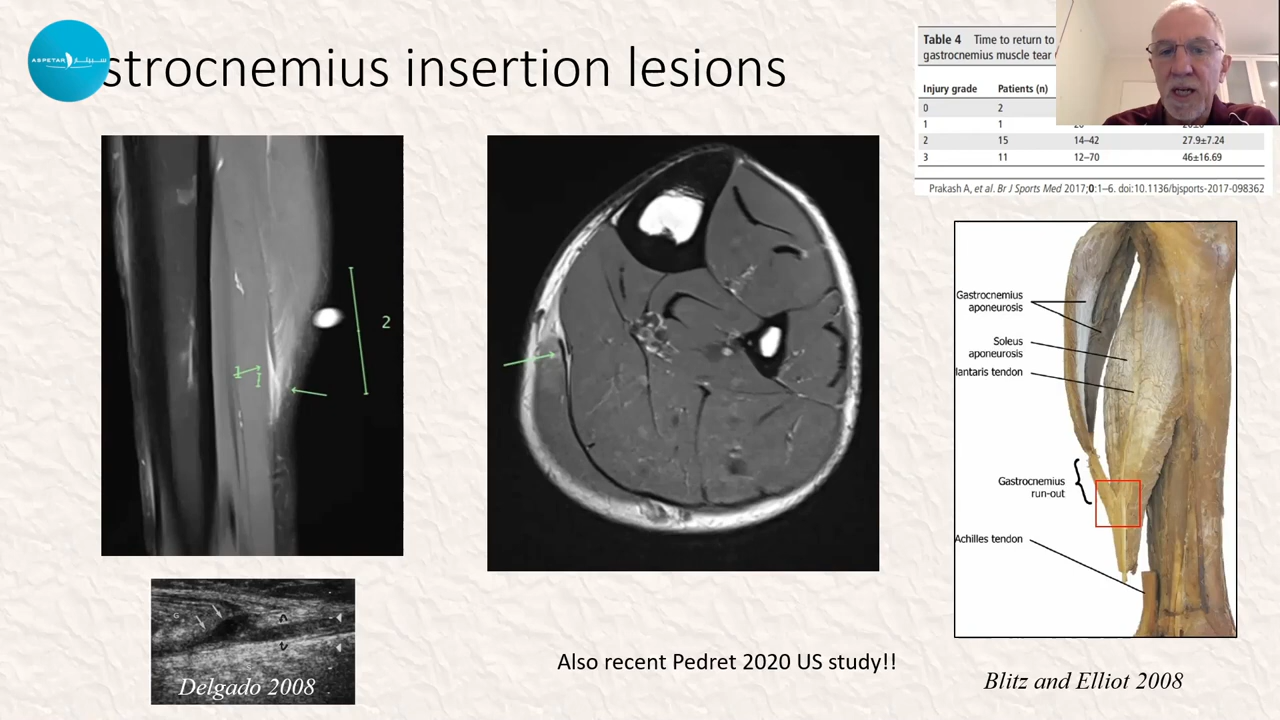 ASPETAR سبيتار
strocnemius insertion lesions
Table 4 Time to return to
gastrocnemius muscle tear
Injury grade Patients (n)
0 2
1 1
2 15 14–42 27.9±7.24
3 11 12–70 46±16.69
Prakash A, et al. Br J Sports Med 2017;0:1–6. doi:10.1136/bjsports-2017-098362
2
1
Gastrocnemius
aponeurosis
Soleus
aponeurosis
lantaris tendon
Gastrocnemius
run-out
Achilles tendon
G
Delgado 2008
Also recent Pedret 2020 US study!!
Blitz and Elliot 2008